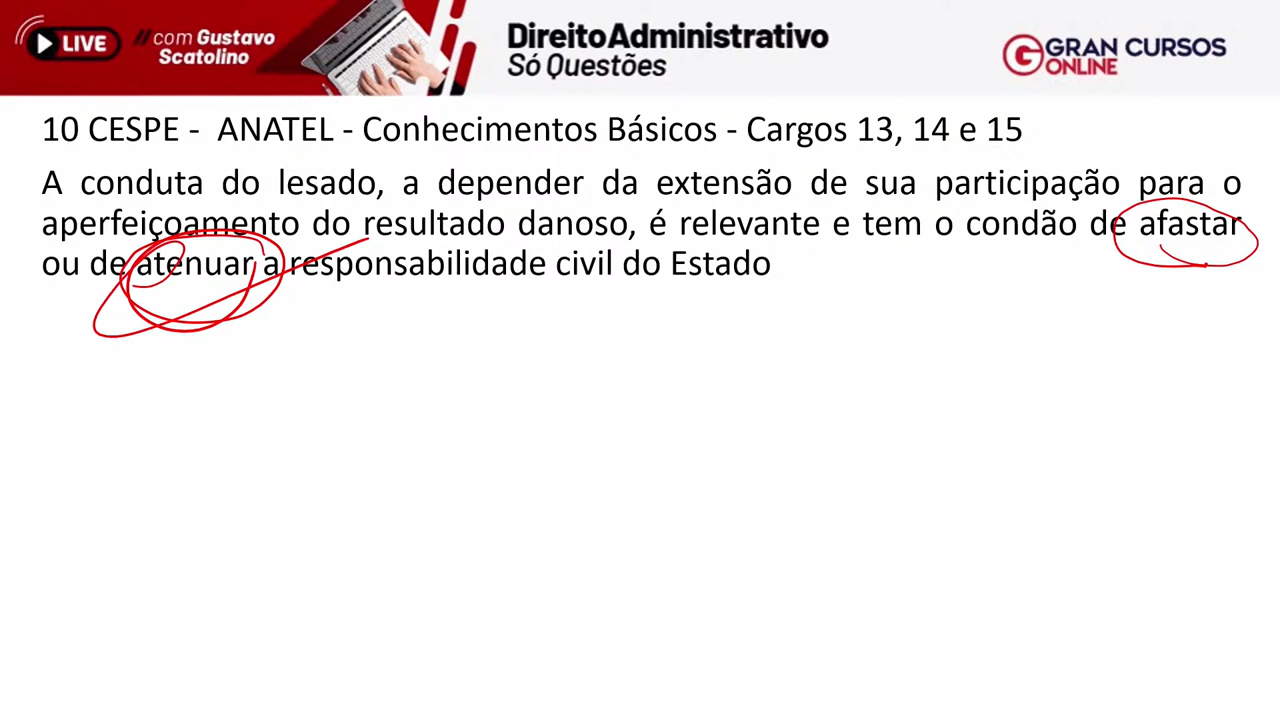 LIVE
// com Gustavo
Scatolino
Direito Administrativo
Só Questões
GRAN CURSOS
ONLINE
10 CESPE - ANATEL - Conhecimentos Básicos - Cargos 13, 14 e 15
A conduta do lesado, a depender da extensão de sua participação para o
aperfeiçoamento do resultado danoso, é relevante e tem o condão de afastar
ou de atenuar a responsabilidade civil do Estado